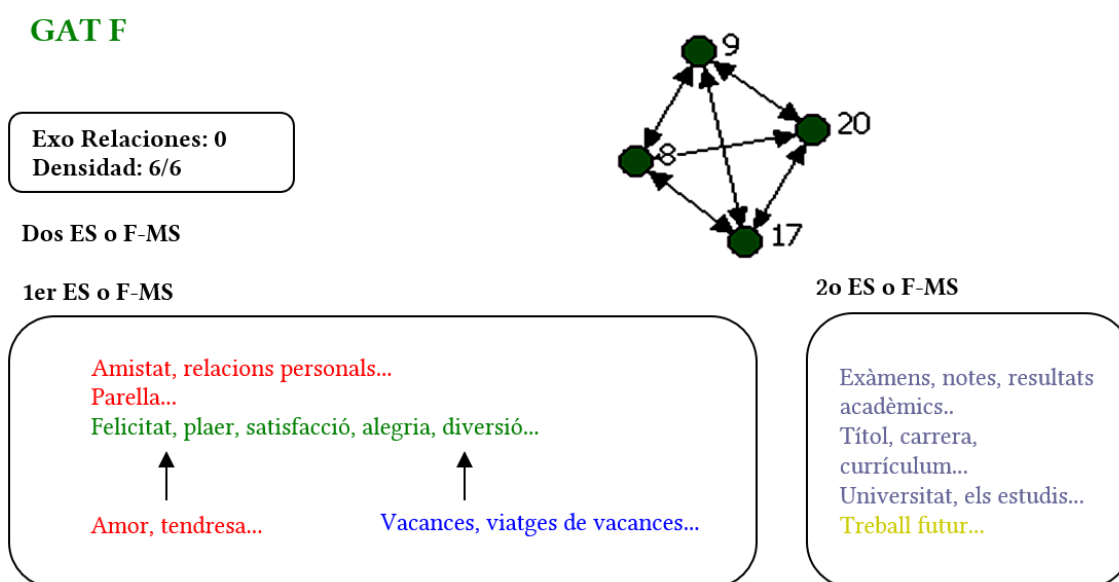 GAT F
9
20
8
17
Exo Relaciones: 0
Densidad: 6/6
Dos ES o F-MS
1er ES o F-MS
Amistat, relacions personals...
Parella...
Felicitat, plaer, satisfacció, alegria, diversió...
Amor, tendresa...
Vacances, viatges de vacances...
2o ES o F-MS
Exàmens, notes, resultats
acadèmics..
Títol, carrera,
currículum...
Universitat, els estudis...
Treball futur...